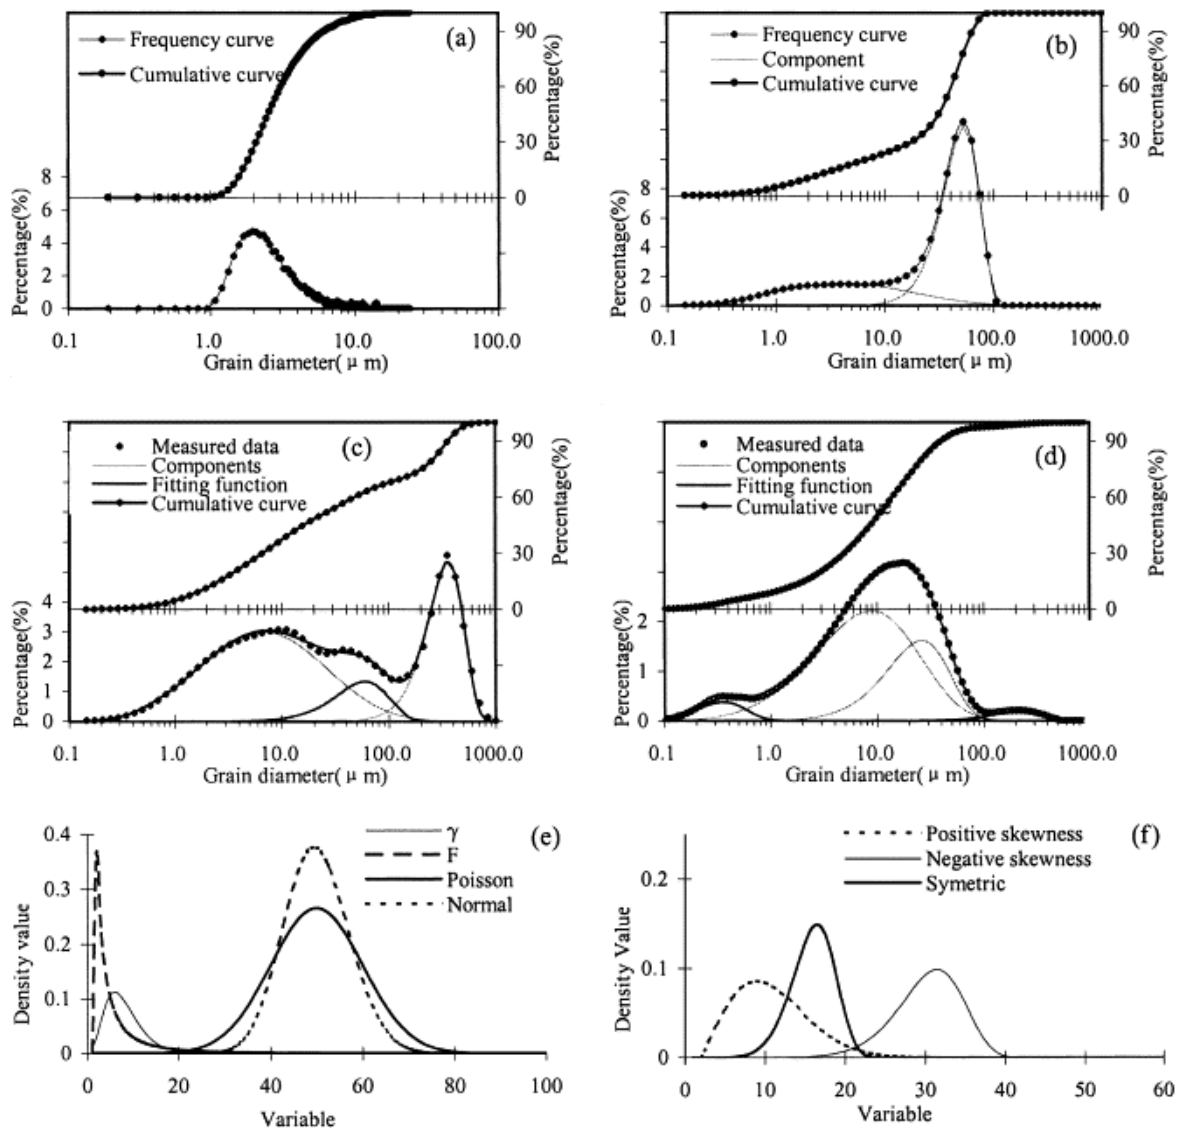 Frequency curve
Cumulative curve
(a)
90
60
30
0
Percentage(%)
8
6
4
2
0
Percentage(%)
0.1 1.0 10.0 100.0
Grain diameter( μ m)
Frequency curve
Component
Cumulative curve
(b)
90
60
30
0
Percentage(%)
8
6
4
2
0
Percentage(%)
0.1 1.0 10.0 100.0 1000.0
Grain diameter( μ m)
Measured data
Components
Fitting function
Cumulative curve
(c)
90
60
30
0
Percentage(%)
4
3
2
1
0
Percentage(%)
0.1 1.0 10.0 100.0 1000.0
Grain diameter( μ m)
Measured data
Components
Fitting function
Cumulative curve
(d)
90
60
30
0
Percentage(%)
2
1
0
Percentage(%)
0.1 1.0 10.0 100.0 1000.0
Grain diameter( μ m)
γ
F
Poisson
Normal
(e)
0.4
0.3
0.2
0.1
0
Density value
0 20 40 60 80 100
Variable
Positive skewness
Negative skewness
Symetric
(f)
0.2
0.1
0
Density Value
0 10 20 30 40 50 60
Variable